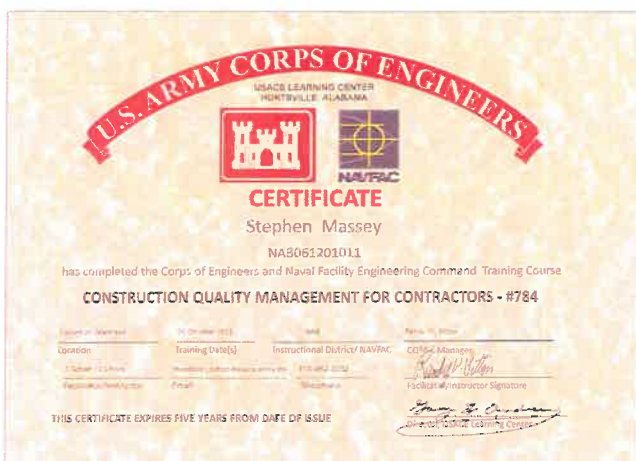 U.S. ARMY CORPS OF ENGINEERS
USACE LEARNING CENTER
HUNTSVILLE, ALABAMA
NAVFAC
CERTIFICATE
Stephen Massey
NAB061201011
has completed the Corps of Engineers and Naval Facility Engineering Command Training Course
CONSTRUCTION QUALITY MANAGEMENT FOR CONTRACTORS - #784
Location Training Date(s) Instructional District/ NAVFAC CQM-C Manager
Facilitator/Instructor Email Telephone Facilitator/Instructor Signature
THIS CERTIFICATE EXPIRES FIVE YEARS FROM DATE OF ISSUE
Director, USACE Learning Center